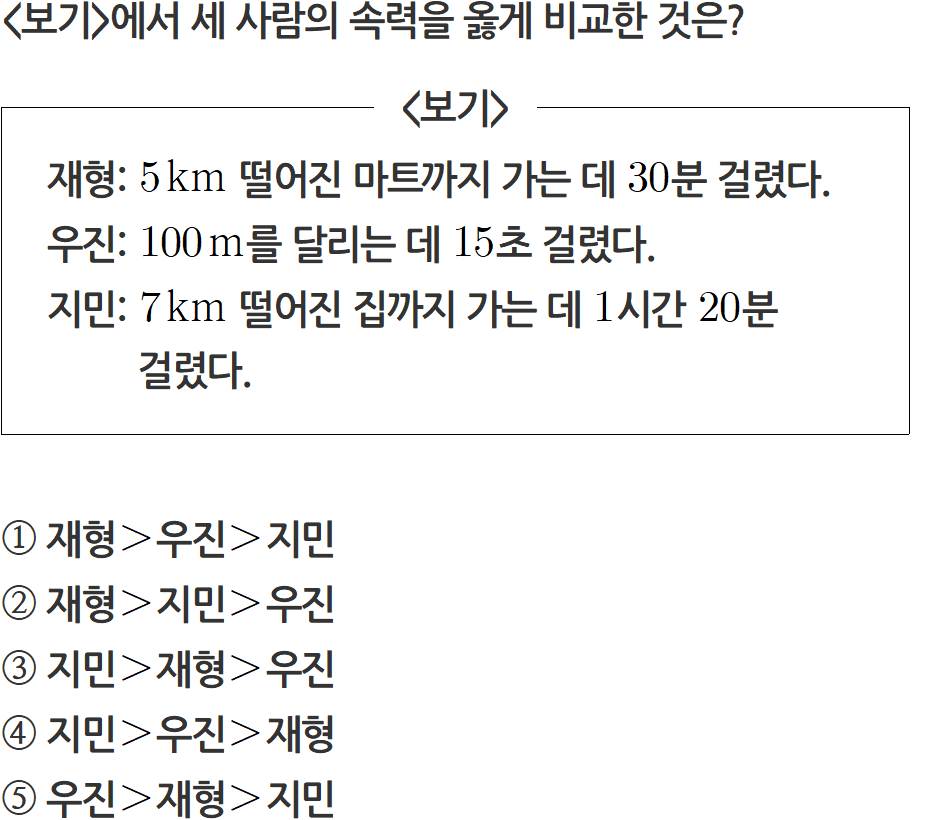 <보기>에서 세 사람의 속력을 옳게 비교한 것은?
<보기>
재형: 5 km 떨어진 마트까지 가는 데 30분 걸렸다.
우진: 100 m를 달리는 데 15초 걸렸다.
지민: 7 km 떨어진 집까지 가는 데 1시간 20분
걸렸다.
① 재형>우진>지민
② 재형>지민>우진
③ 지민>재형>우진
④ 지민>우진>재형
⑤ 우진>재형>지민